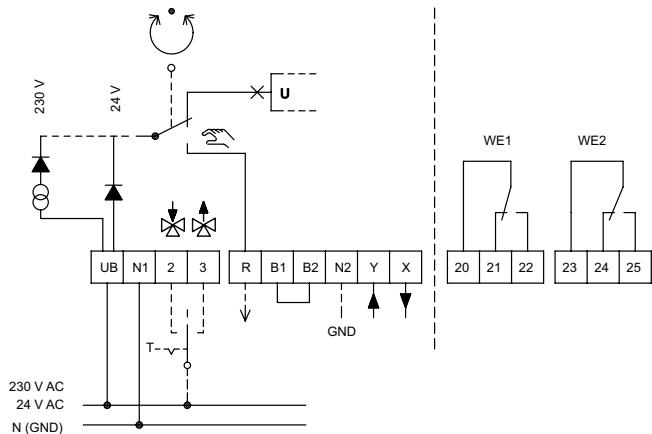 230 V
24 V
U
WE1 WE2
UB N1 2 3 R B1 B2 N2 Y X 20 21 22 23 24 25
GND
T
230 V AC
24 V AC
N (GND)